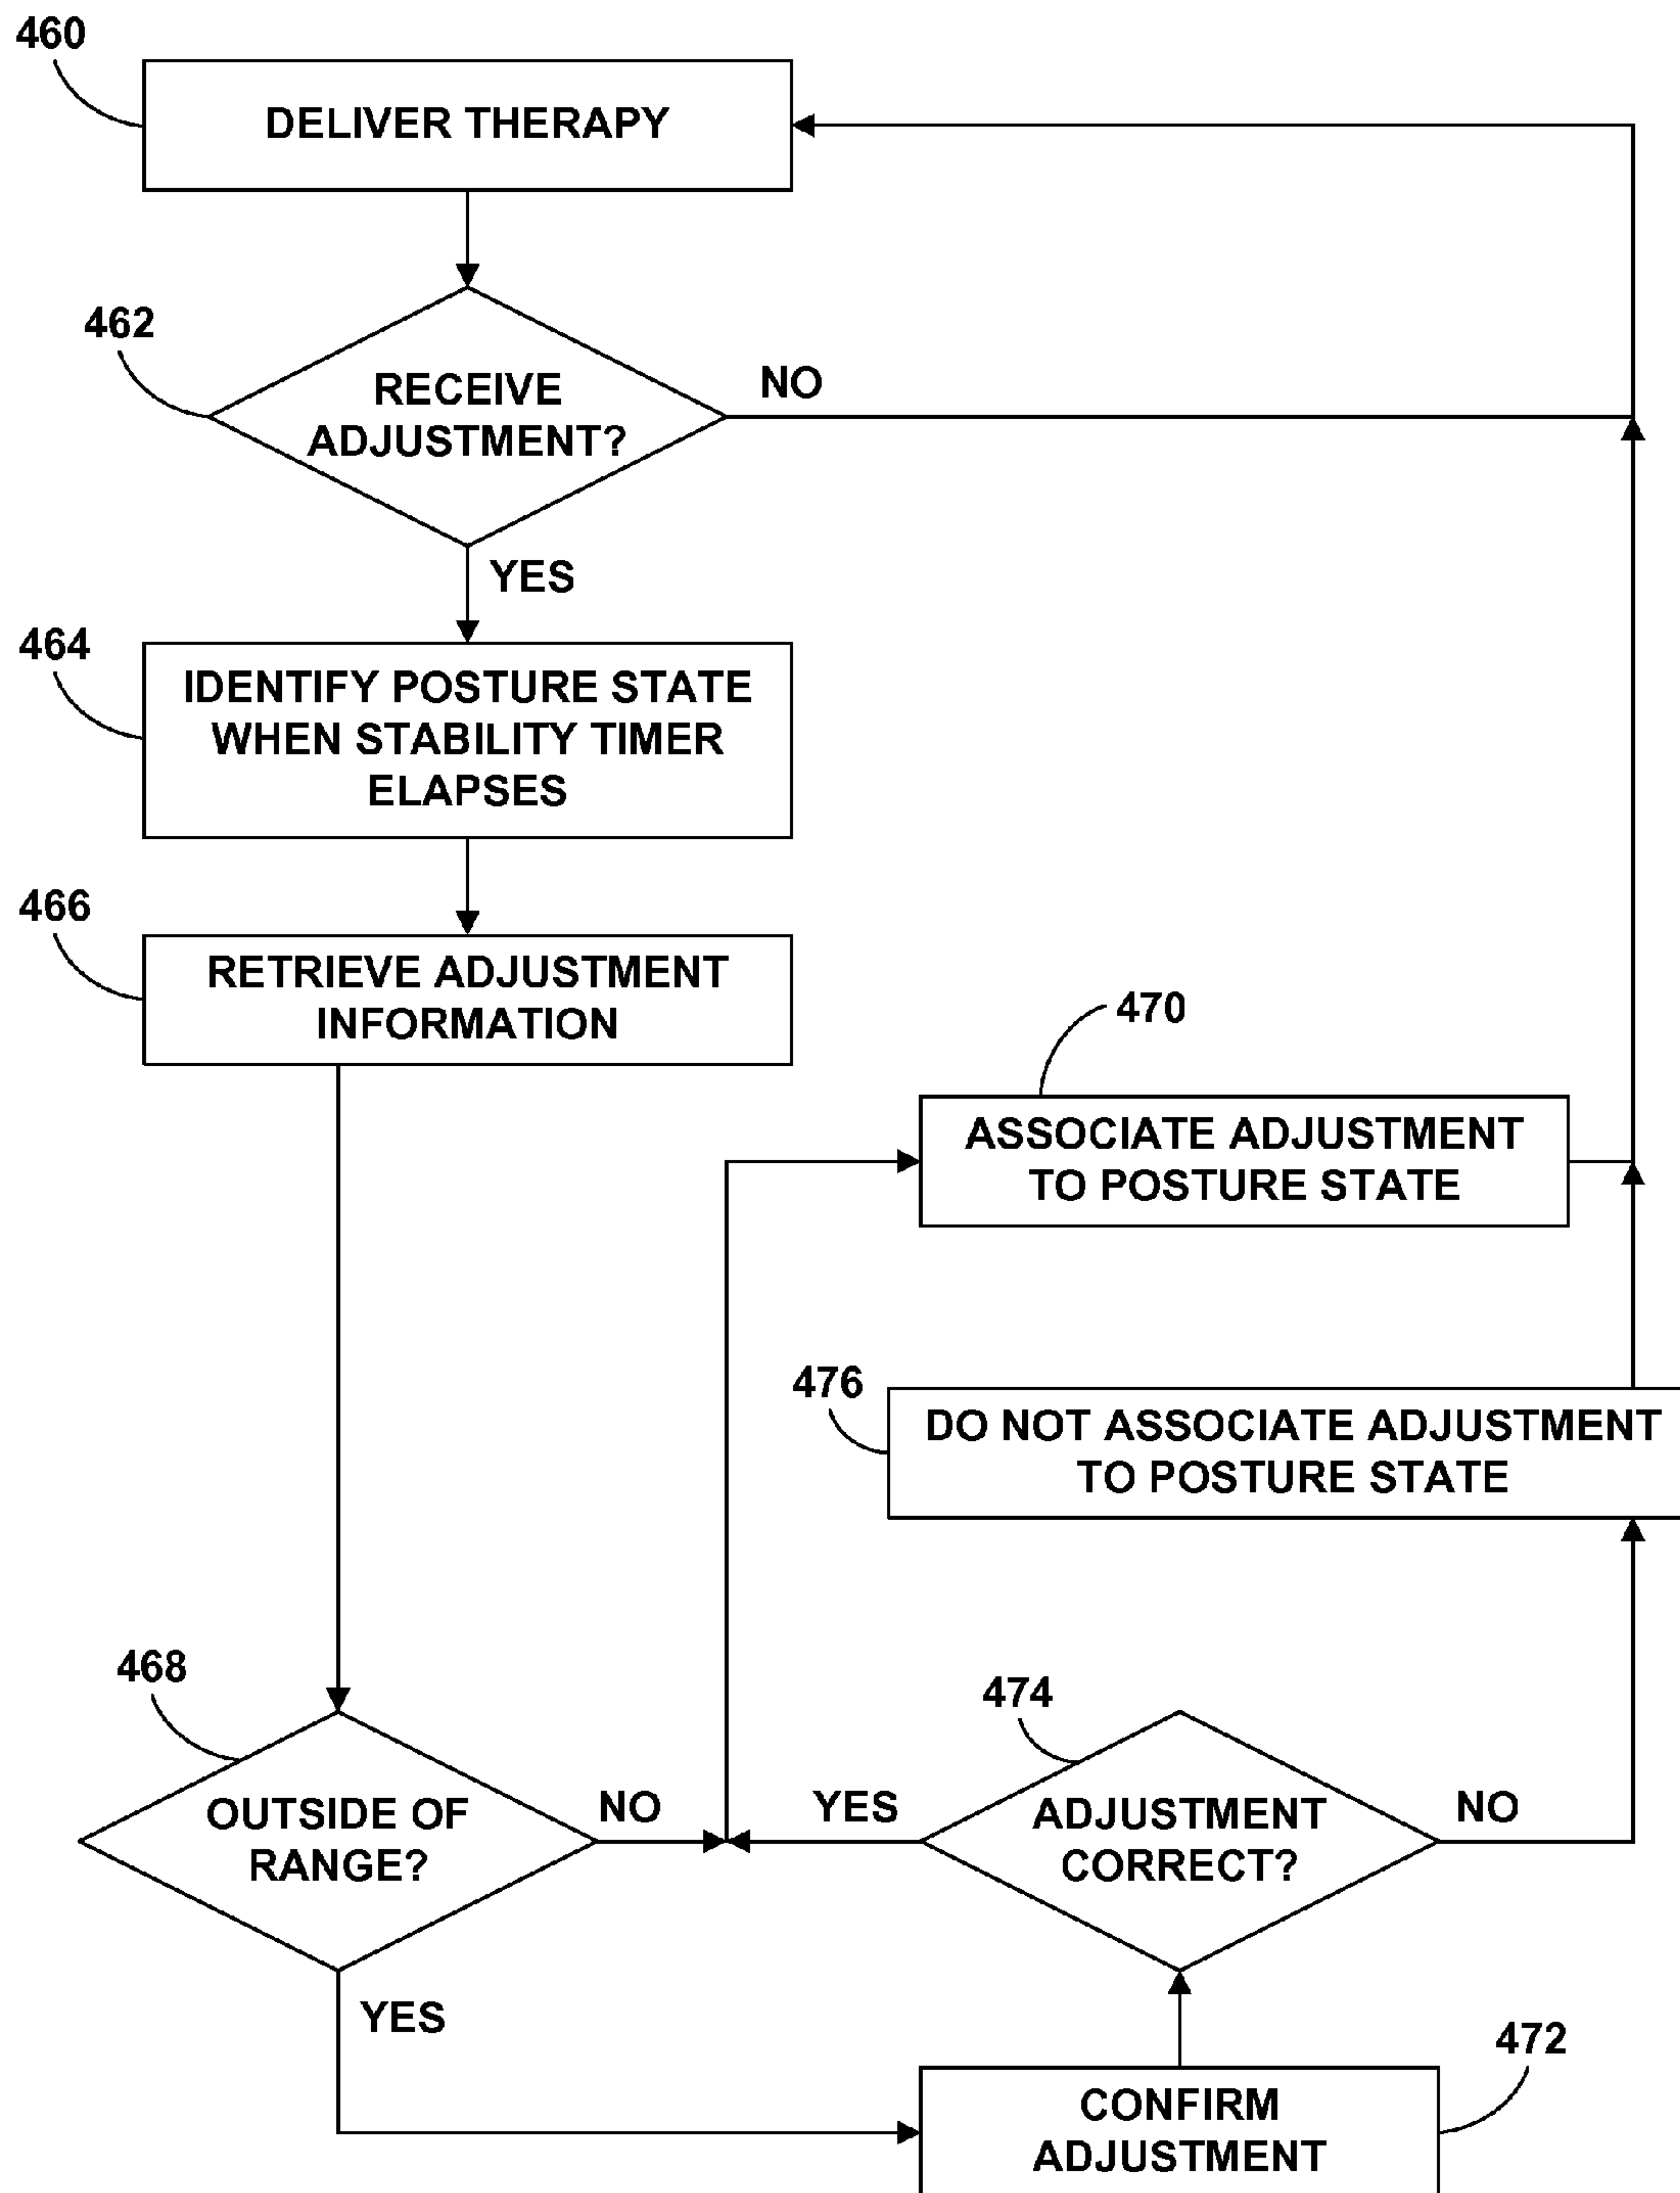 460
DELIVER THERAPY
462
RECEIVE
ADJUSTMENT?
NO
YES
464
IDENTIFY POSTURE STATE
WHEN STABILITY TIMER
ELAPSES
466
RETRIEVE ADJUSTMENT
INFORMATION
470
ASSOCIATE ADJUSTMENT
TO POSTURE STATE
476
DO NOT ASSOCIATE ADJUSTMENT
TO POSTURE STATE
468
OUTSIDE OF
RANGE?
NO
YES
474
ADJUSTMENT
CORRECT?
YES
NO
472
CONFIRM
ADJUSTMENT